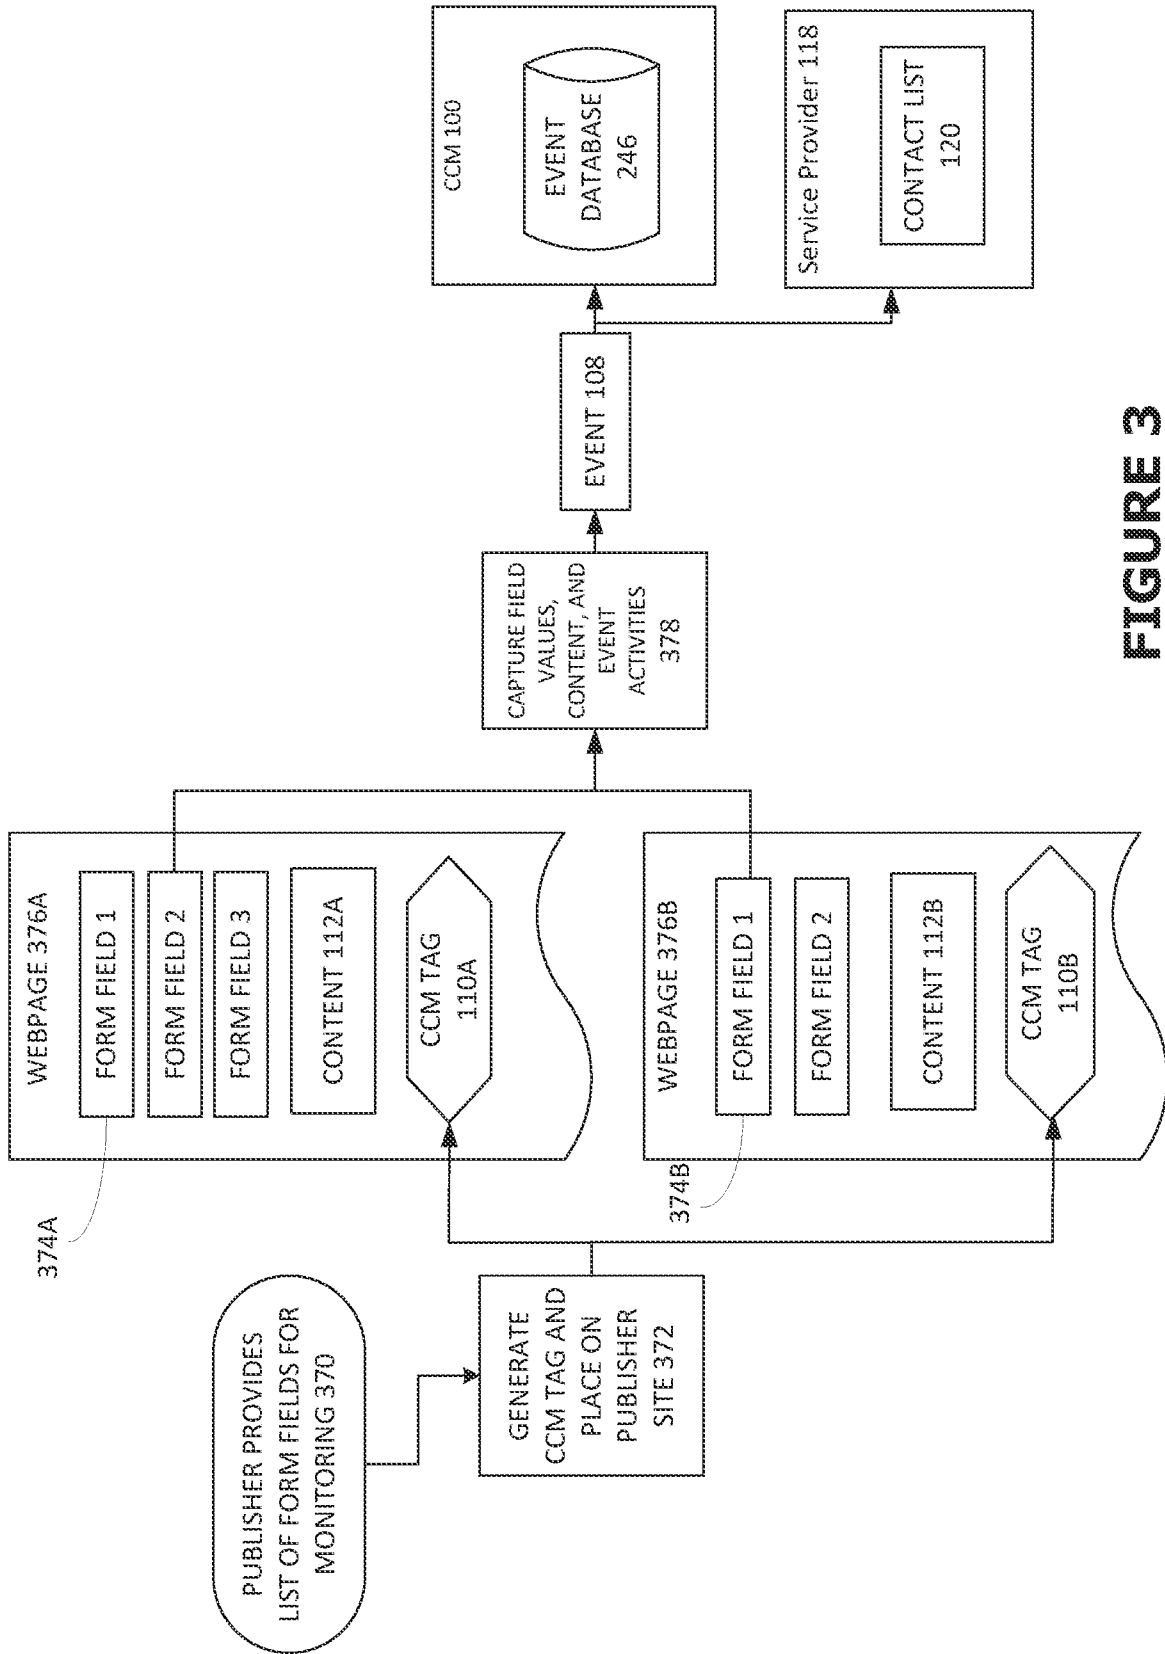 PUBLISHER PROVIDES
LIST OF FORM FIELDS FOR
MONITORING 370
GENERATE
CCM TAG AND
PLACE ON
PUBLISHER
SITE 372
374A
WEBPAGE 376A
FORM FIELD 1
FORM FIELD 2
FORM FIELD 3
CONTENT 112A
CCM TAG
110A
374B
WEBPAGE 376B
FORM FIELD 1
FORM FIELD 2
CONTENT 112B
CCM TAG
110B
CAPTURE FIELD
VALUES,
CONTENT, AND
EVENT
ACTIVITIES
378
EVENT 108
CCM 100
EVENT
DATABASE
246
Service Provider 118
CONTACT LIST
120
FIGURE 3